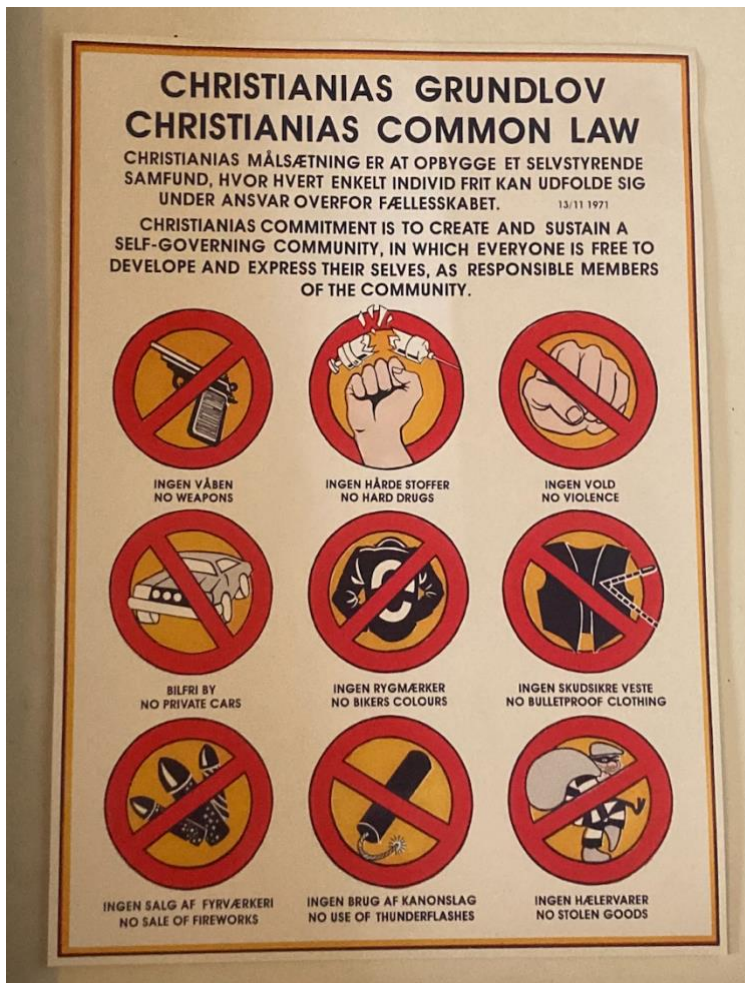 CHRISTIANIAS GRUNDLOV
CHRISTIANIAS COMMON LAW
CHRISTIANIAS MÅLSÆTNING ER AT OPBYGGE ET SELVSTYRENDE
SAMFUND, HVOR HVERT ENKELT INDIVID FRIT KAN UDFOLDE SIG
UNDER ANSVAR OVERFOR FÆLLESSKABET. 13/11 1971
CHRISTIANIAS COMMITMENT IS TO CREATE AND SUSTAIN A
SELF-GOVERNING COMMUNITY, IN WHICH EVERYONE IS FREE TO
DEVELOPE AND EXPRESS THEIR SELVES, AS RESPONSIBLE MEMBERS
OF THE COMMUNITY.
INGEN VÅBEN
NO WEAPONS
INGEN HÅRDE STOFFER
NO HARD DRUGS
INGEN VOLD
NO VIOLENCE
BILFRI BY
NO PRIVATE CARS
C
INGEN RYGMÆRKER
NO BIKERS COLOURS
INGEN SKUDSIKRE VESTE
NO BULLETPROOF CLOTHING
INGEN SALG AF FYRVÆRKERI
NO SALE OF FIREWORKS
INGEN BRUG AF KANONSLAG
NO USE OF THUNDERFLASHES
INGEN HÆLERVARER
NO STOLEN GOODS